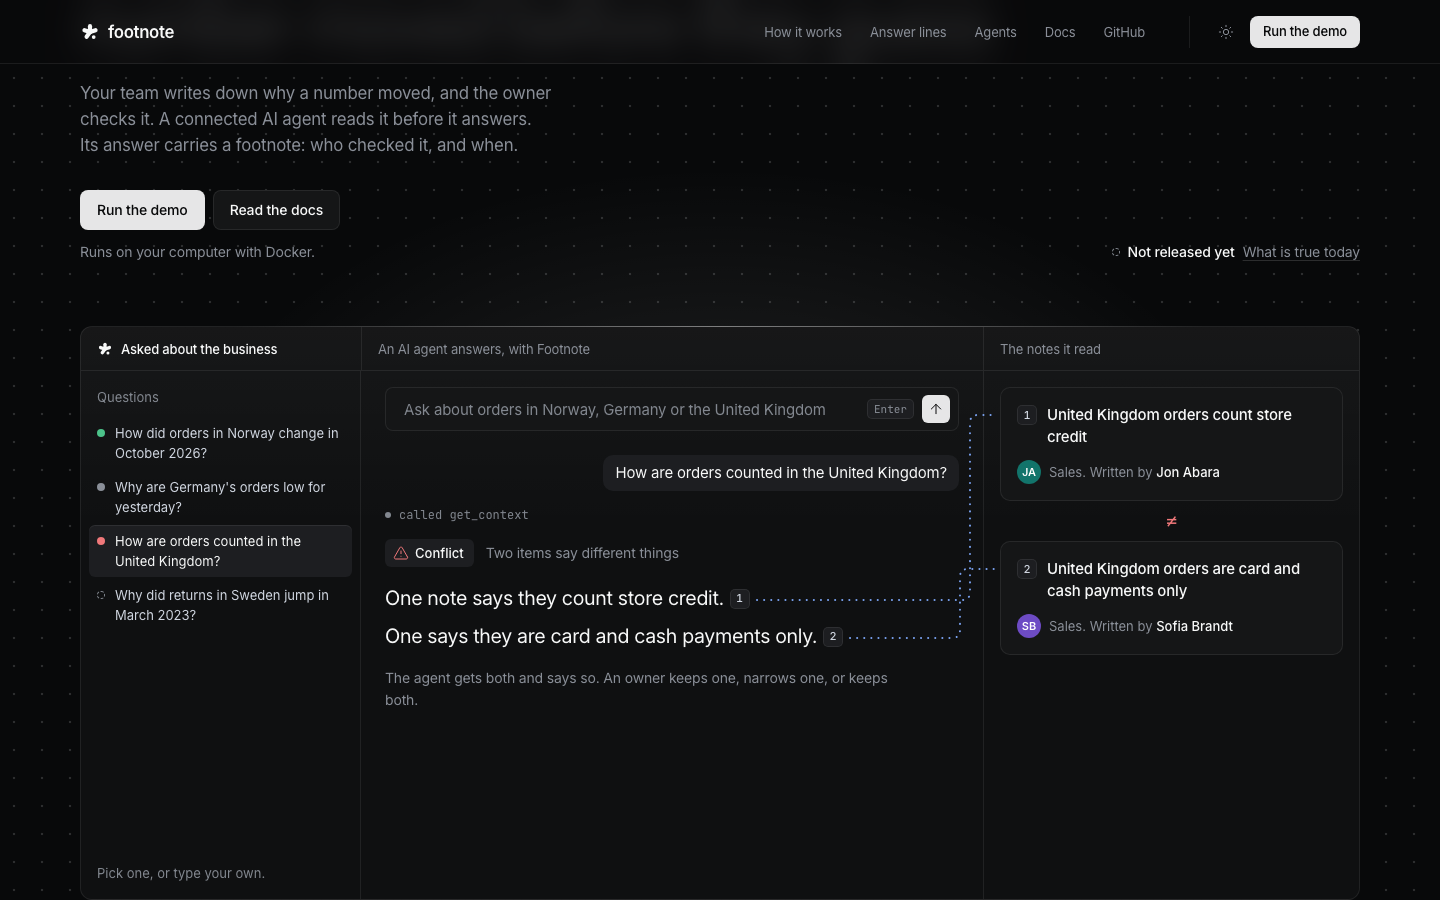 footnote
How it works
Answer lines
Agents
Docs
GitHub
Run the demo
Your team writes down why a number moved, and the owner
checks it. A connected AI agent reads it before it answers.
Its answer carries a footnote: who checked it, and when.
Run the demo
Read the docs
Runs on your computer with Docker.
Not released yet
What is true today
Asked about the business
An AI agent answers, with Footnote
The notes it read
Questions
How did orders in Norway change in
October 2026?
Why are Germany's orders low for
yesterday?
How are orders counted in the
United Kingdom?
Why did returns in Sweden jump in
March 2023?
Pick one, or type your own.
Ask about orders in Norway, Germany or the United Kingdom
Enter
How are orders counted in the United Kingdom?
called get_context
Conflict
Two items say different things
One note says they count store credit. 1
One says they are card and cash payments only. 2
The agent gets both and says so. An owner keeps one, narrows one, or keeps
both.
1 United Kingdom orders count store
credit
JA Sales. Written by Jon Abara
≠
2 United Kingdom orders are card and
cash payments only
SB Sales. Written by Sofia Brandt